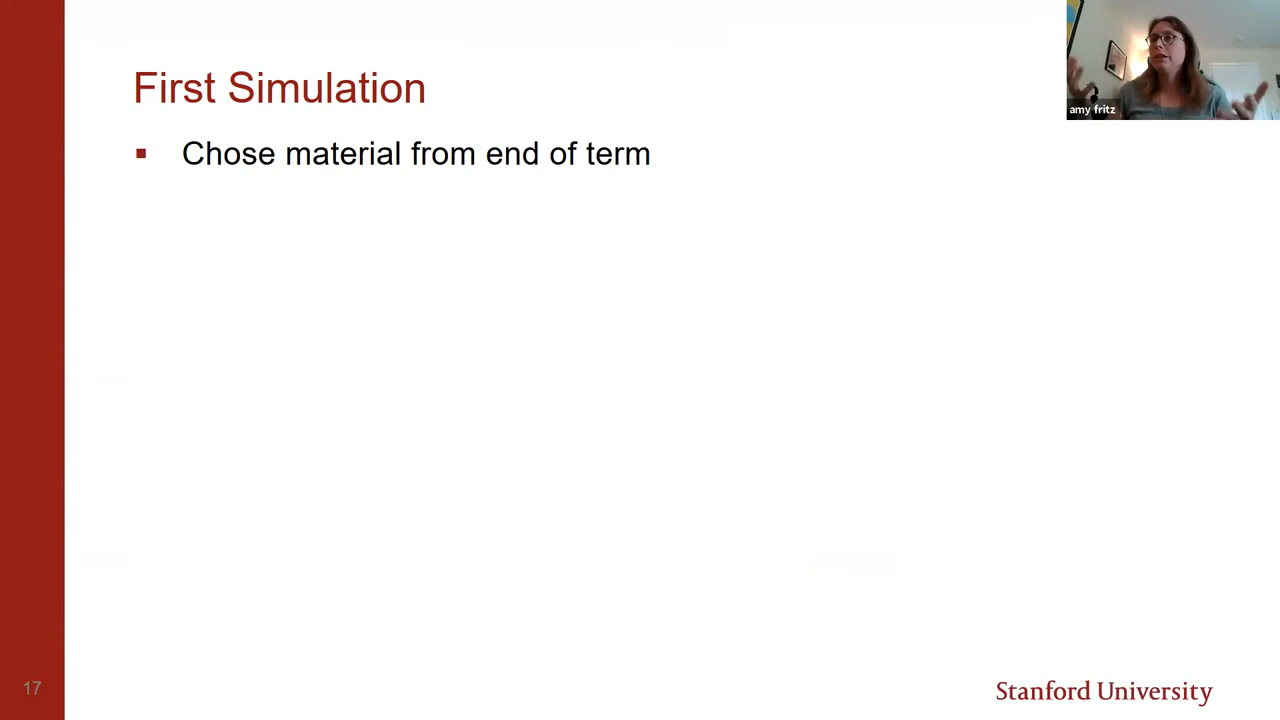 First Simulation
Chose material from end of term
amy fritz
17
Stanford University